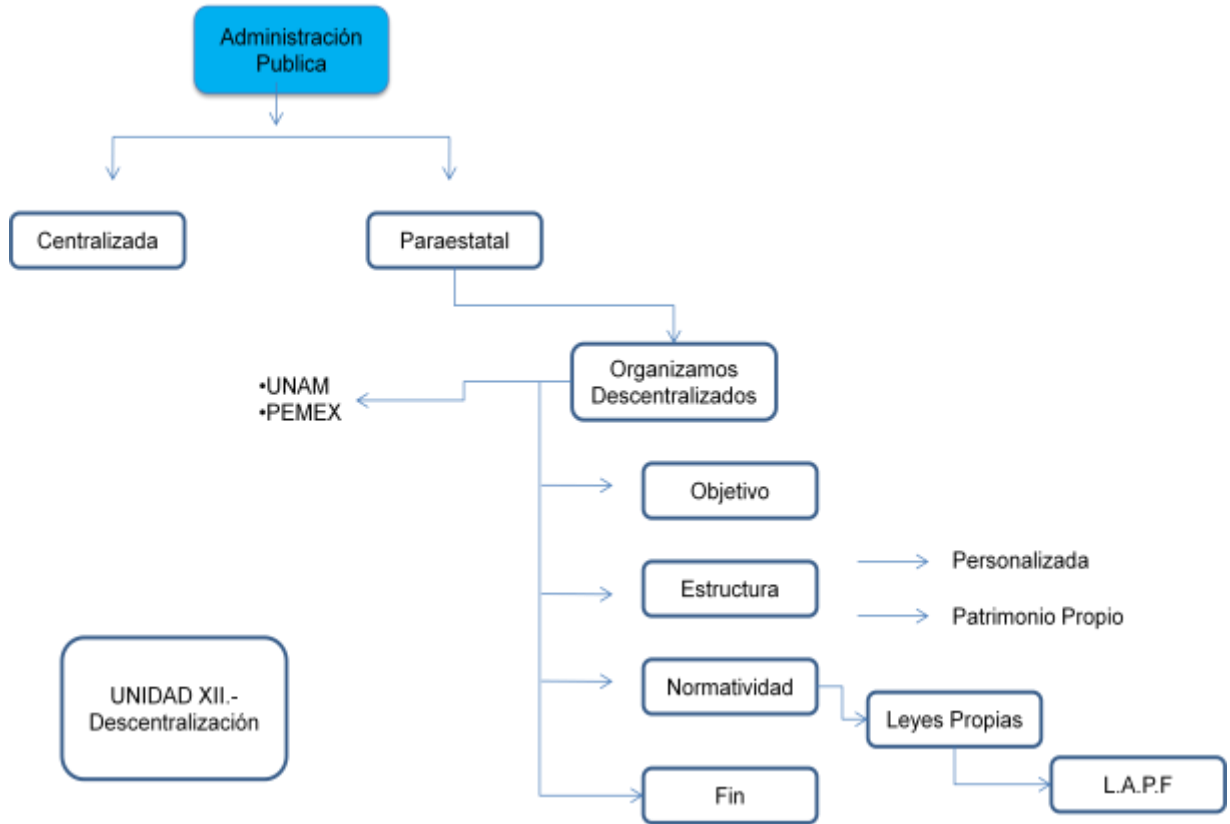 Administración
Publica
Centralizada
Paraestatal
Organizamos
Descentralizados
•UNAM
•PEMEX
Objetivo
Estructura
Personalizada
Patrimonio Propio
Normatividad
Leyes Propias
L.A.P.F
Fin
UNIDAD XII.-
Descentralización